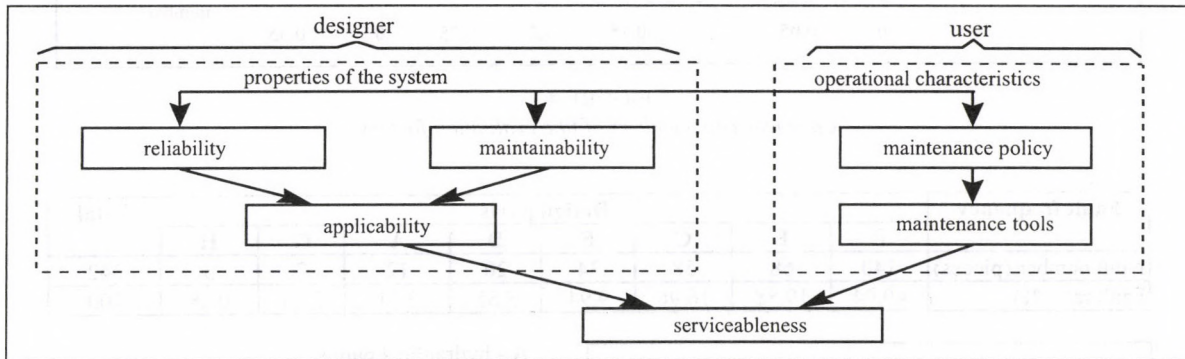 designer
user
properties of the system
operational characteristics
reliability
maintainability
maintenance policy
applicability
maintenance tools
serviceableness